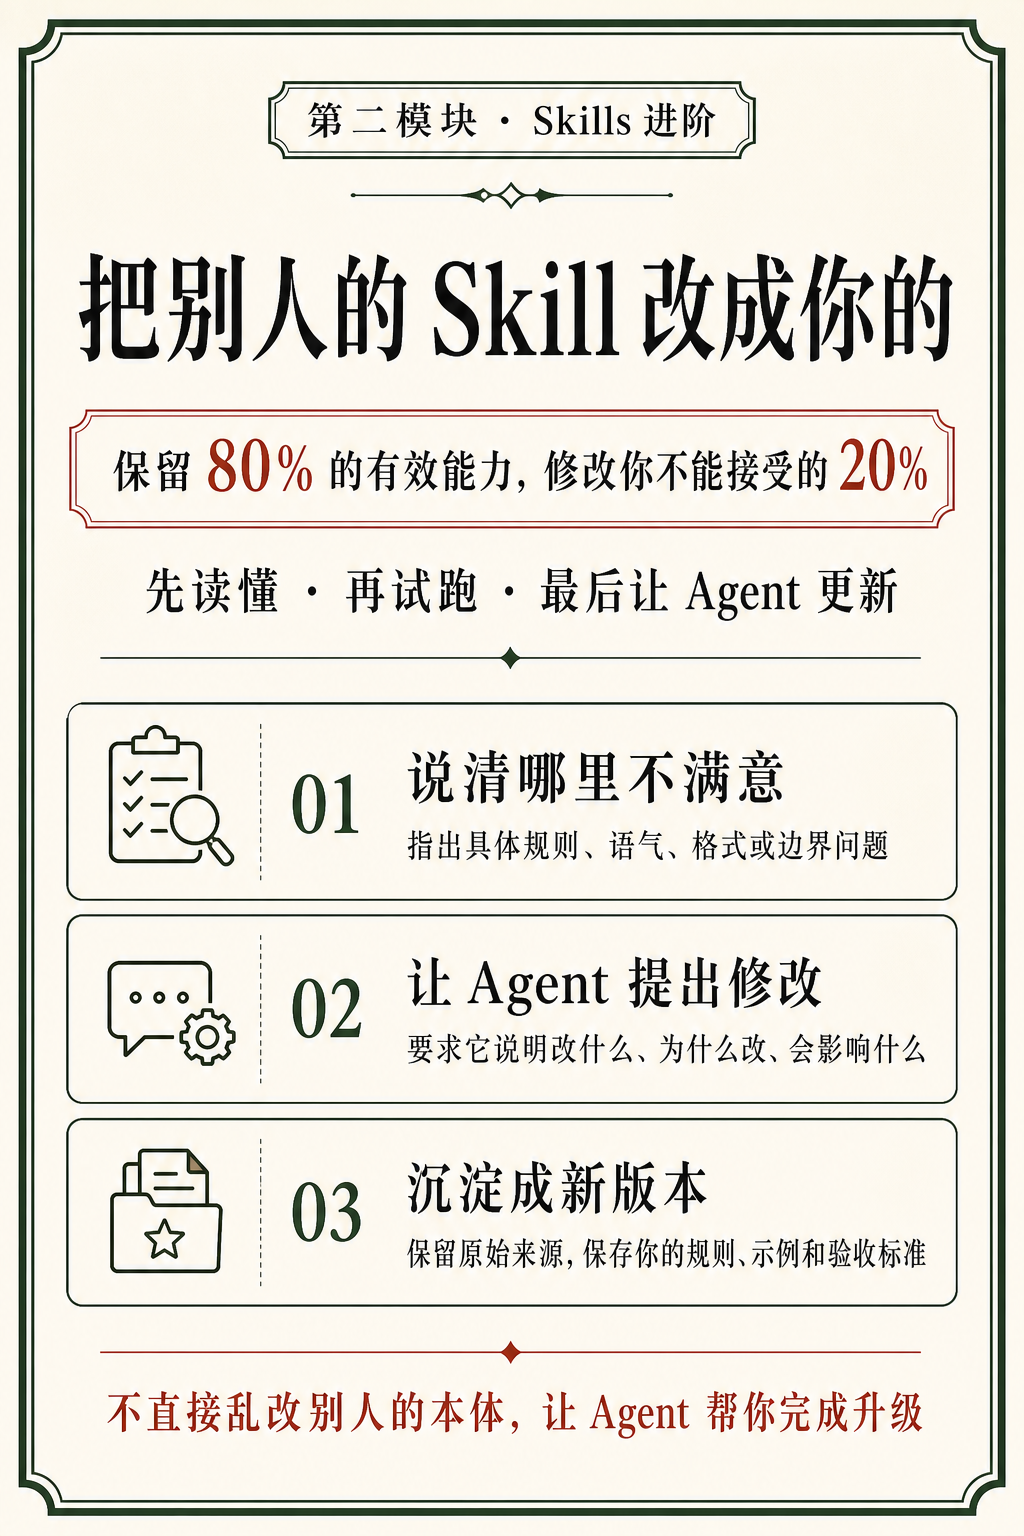 第二模块 · Skills 进阶
把别人的 Skill 改成你的
保留 80% 的有效能力，修改你不能接受的 20%
先读懂 · 再试跑 · 最后让 Agent 更新
01
说清哪里不满意
指出具体规则、语气、格式或边界问题
02
让 Agent 提出修改
要求它说明改什么、为什么改、会影响什么
03
沉淀成新版本
保留原始来源，保存你的规则、示例和验收标准
不直接乱改别人的本体，让 Agent 帮你完成升级